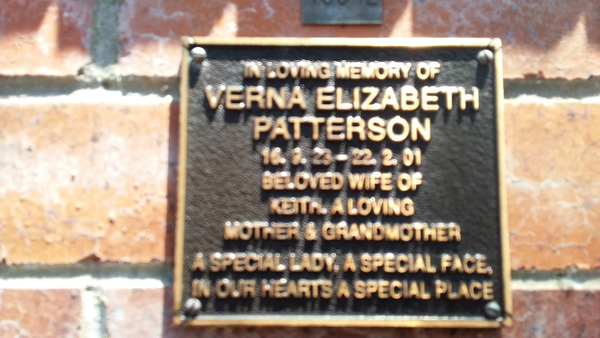 IN LOVING MEMORY OF
VERNA ELIZABETH
PATTERSON
16. 9. 23 – 22. 2. 01
BELOVED WIFE OF
KEITH. A LOVING
MOTHER & GRANDMOTHER
A SPECIAL LADY, A SPECIAL FACE,
IN OUR HEARTS A SPECIAL PLACE